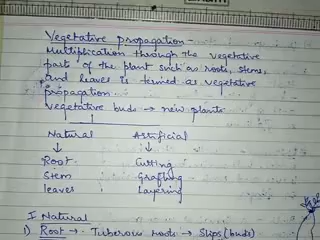 Vegetative propagation-
Multiplication through the vegetative
parts of the plant such as roots, stems,
and leaves is termed as vegetative
propagation.
vegetative buds → new plants
Natural Artificial
↓ ↓
Root Cutting
Stem Grafting
leaves Layering
I Natural
1) Root → Tuberous roots → Slips (buds)